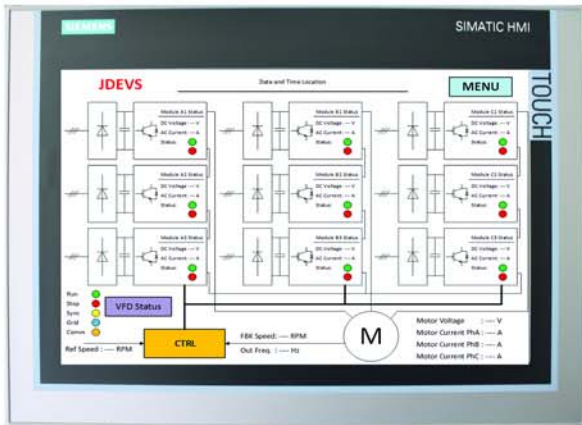 SIEMENS
SIMATIC HMI
TOUCH
JDEVS
Date and Time Location
MENU
Module A1 Status
DC Voltage : --- V
AC Current : --- A
Status:
Module B1 Status
DC Voltage : --- V
AC Current : --- A
Status:
Module C1 Status
DC Voltage : --- V
AC Current : --- A
Status:
Module A2 Status
DC Voltage : --- V
AC Current : --- A
Status:
Module B2 Status
DC Voltage : --- V
AC Current : --- A
Status:
Module C2 Status
DC Voltage : --- V
AC Current : --- A
Status:
Module A3 Status
DC Voltage : --- V
AC Current : --- A
Status:
Module B3 Status
DC Voltage : --- V
AC Current : --- A
Status:
Module C3 Status
DC Voltage : --- V
AC Current : --- A
Status:
Run
Stop
Sync
Grid
Comm
VFD Status
Ref Speed: ---- RPM
CTRL
FBK Speed: ---- RPM
Out Freq. : ---- Hz
M
Motor Voltage : ---- V
Motor Current PhA : ---- A
Motor Current PhB : ---- A
Motor Current PhC : ---- A